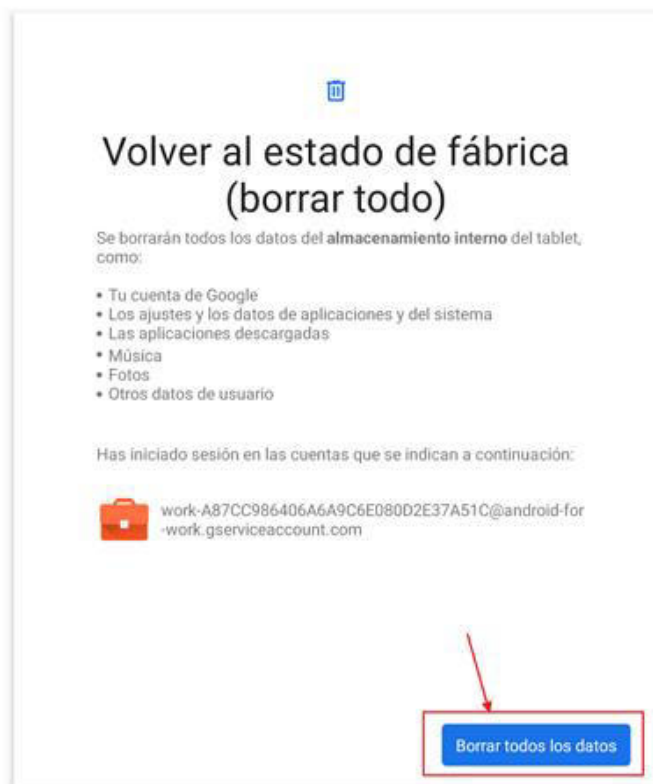 Volver al estado de fábrica
(borrar todo)
Se borrarán todos los datos del almacenamiento interno del tablet,
como:
• Tu cuenta de Google
• Los ajustes y los datos de aplicaciones y del sistema
• Las aplicaciones descargadas
• Música
• Fotos
• Otros datos de usuario
Has iniciado sesión en las cuentas que se indican a continuación:
work-A87CC986406A6A9C6E080D2E37A51C@android-for
-work.gserviceaccount.com
Borrar todos los datos